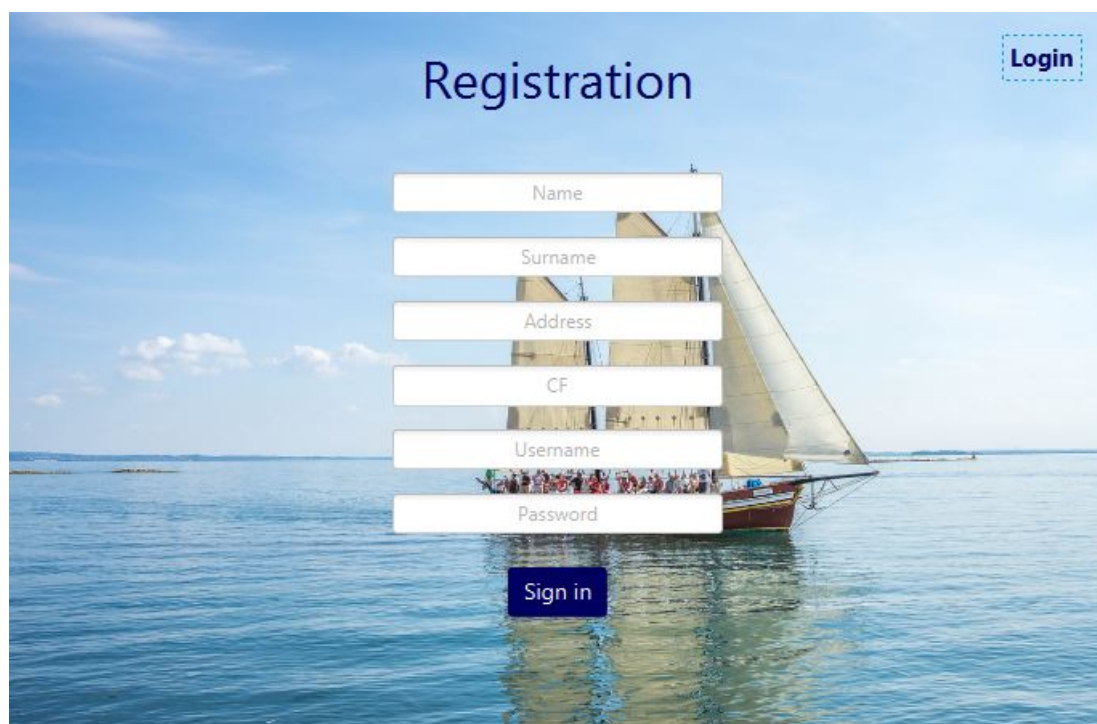 Login
Registration
Name
Surname
Address
CF
Username
Password
Sign in